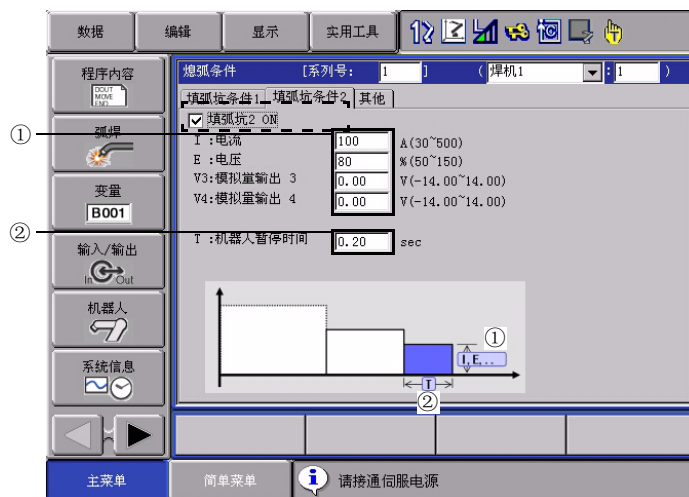 数据 编辑 显示 实用工具
程序内容
DOUT
MOVE
END
弧焊
变量
B001
输入/输出
In Out
机器人
系统信息
熄弧条件 [系列号: 1 ] (焊机1 : 1 )
填弧坑条件1 填弧坑条件2 其他
① 填弧坑2 ON
I :电流 100 A(30~500)
E :电压 80 %(50~150)
V3:模拟量输出 3 0.00 V(-14.00~14.00)
V4:模拟量输出 4 0.00 V(-14.00~14.00)
② T :机器人暂停时间 0.20 sec
①
I,E,..
T
②
主菜单 简单菜单 请接通伺服电源